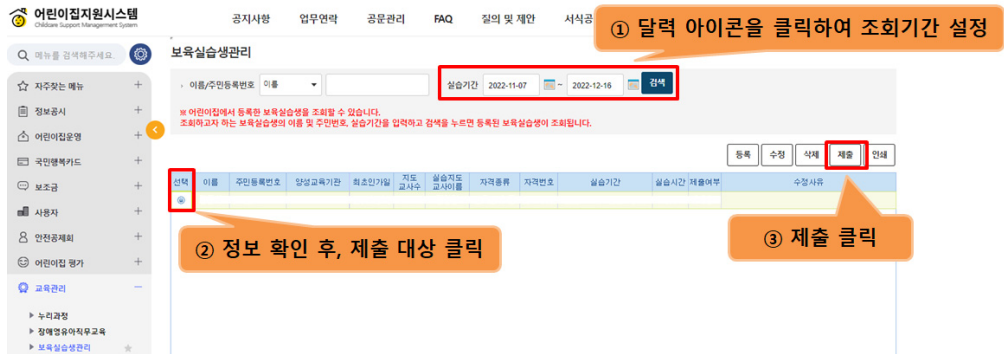 어린이집지원시스템
Childcare Support Management System
공지사항 업무연락 공문관리 FAQ 질의 및 제안 서식공
① 달력 아이콘을 클릭하여 조회기간 설정
메뉴를 검색해주세요.
보육실습생관리
이름/주민등록번호 이름
실습기간 2022-11-07 ~ 2022-12-16 검색
※ 어린이집에서 등록한 보육실습생을 조회할 수 있습니다.
조회하고자 하는 보육실습생의 이름 및 주민번호, 실습기간을 입력하고 검색을 누르면 등록된 보육실습생이 조회됩니다.
등록 수정 삭제 제출 인쇄
선택 이름 주민등록번호 양성교육기관 최초인가일 지도교사수 실습지도교사이름 자격종류 자격번호 실습기간 실습시간 제출여부 수정사유
② 정보 확인 후, 제출 대상 클릭
③ 제출 클릭
자주찾는 메뉴
정보공시
어린이집운영
국민행복카드
보조금
사용자
안전공제회
어린이집 평가
교육관리
누리과정
장애영유아직무교육
보육실습생관리